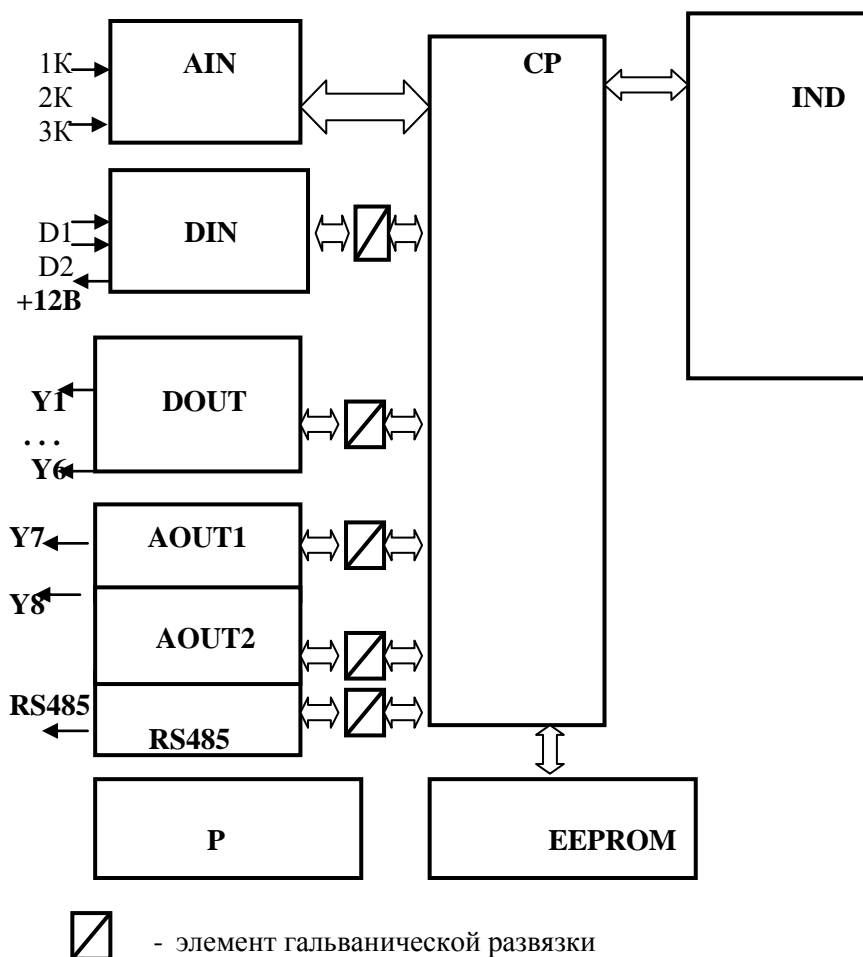 1К
2К
3К
AIN
CP
IND
D1
D2
+12В
DIN
Y1
...
Y6
DOUT
Y7
AOUT1
Y8
AOUT2
RS485
RS485
P
EEPROM
- элемент гальванической развязки